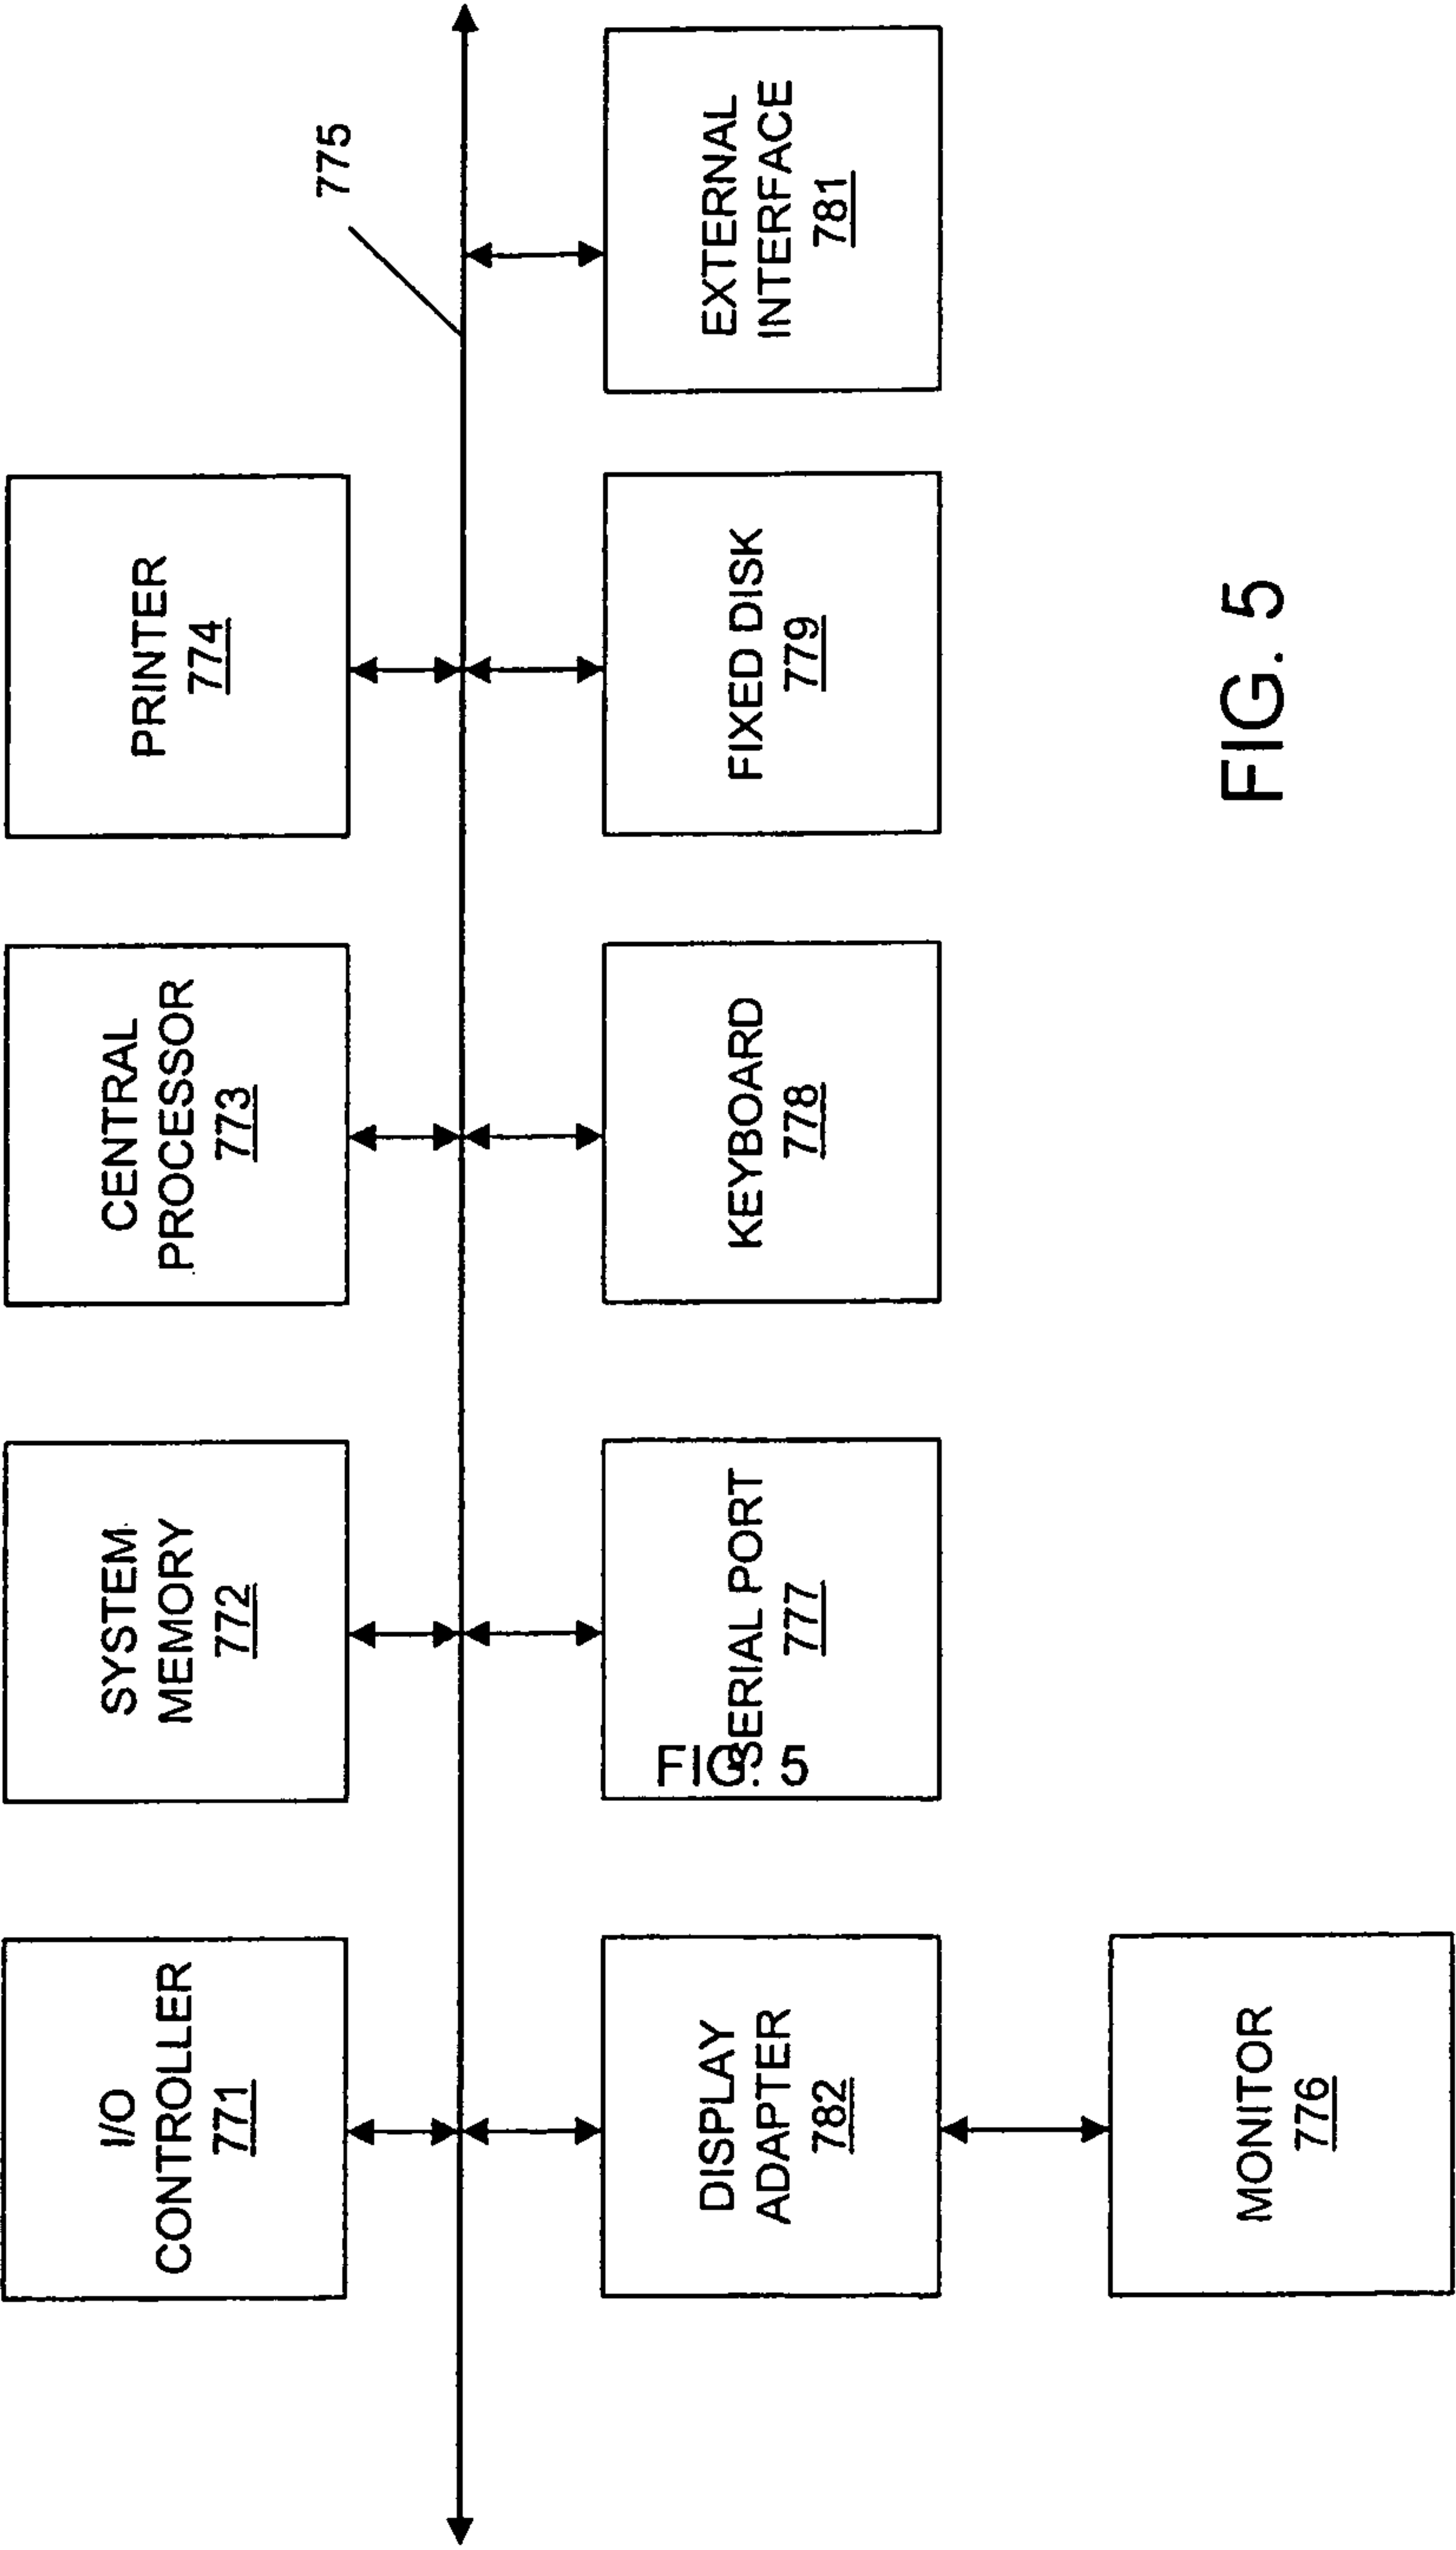 I/O
CONTROLLER
771
SYSTEM
MEMORY
772
CENTRAL
PROCESSOR
773
PRINTER
774
775
DISPLAY
ADAPTER
782
SERIAL PORT
777
KEYBOARD
778
FIXED DISK
779
EXTERNAL
INTERFACE
781
MONITOR
776
FIG. 5
FIG. 5